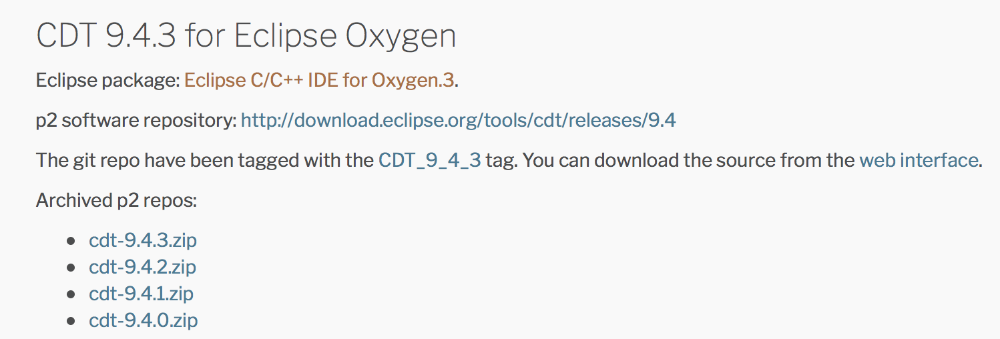 CDT 9.4.3 for Eclipse Oxygen
Eclipse package: Eclipse C/C++ IDE for Oxygen.3.
p2 software repository: http://download.eclipse.org/tools/cdt/releases/9.4
The git repo have been tagged with the CDT_9_4_3 tag. You can download the source from the web interface.
Archived p2 repos:
• cdt-9.4.3.zip
• cdt-9.4.2.zip
• cdt-9.4.1.zip
• cdt-9.4.0.zip